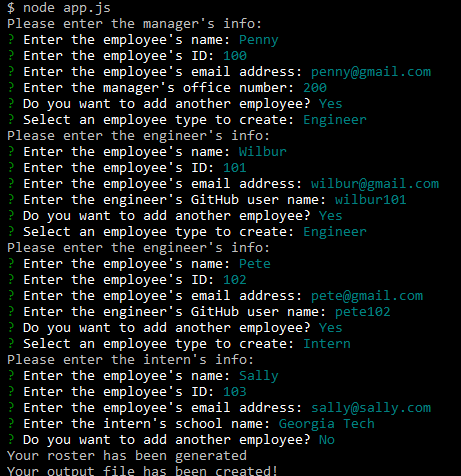 $ node app.js
Please enter the manager's info:
? Enter the employee's name: Penny
? Enter the employee's ID: 100
? Enter the employee's email address: penny@gmail.com
? Enter the manager's office number: 200
? Do you want to add another employee? Yes
? Select an employee type to create: Engineer
Please enter the engineer's info:
? Enter the employee's name: Wilbur
? Enter the employee's ID: 101
? Enter the employee's email address: wilbur@gmail.com
? Enter the engineer's GitHub user name: wilbur101
? Do you want to add another employee? Yes
? Select an employee type to create: Engineer
Please enter the engineer's info:
? Enter the employee's name: Pete
? Enter the employee's ID: 102
? Enter the employee's email address: pete@gmail.com
? Enter the engineer's GitHub user name: pete102
? Do you want to add another employee? Yes
? Select an employee type to create: Intern
Please enter the intern's info:
? Enter the employee's name: Sally
? Enter the employee's ID: 103
? Enter the employee's email address: sally@sally.com
? Enter the intern's school name: Georgia Tech
? Do you want to add another employee? No
Your roster has been generated
Your output file has been created!